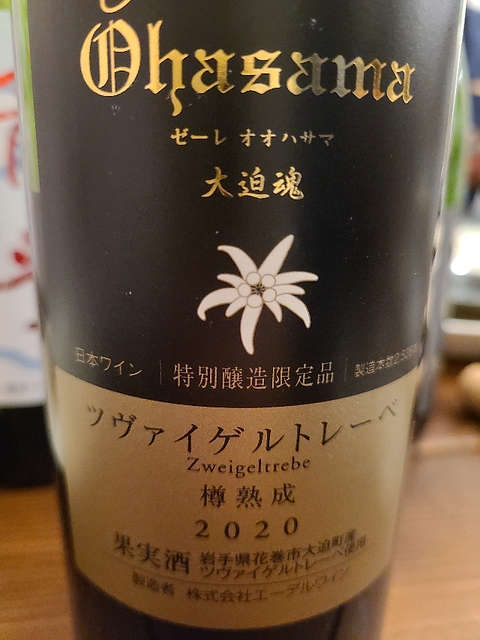 Ohasama
ゼーレ オオハサマ
大迫魂
日本ワイン
特別醸造限定品
製造本数
ツヴァイゲルトレーベ
Zweigeltrebe
樽熟成
2020
果実酒
岩手県花巻市大迫町産
ツヴァイゲルトレーベ使用
製造者 株式会社エーデルワイン